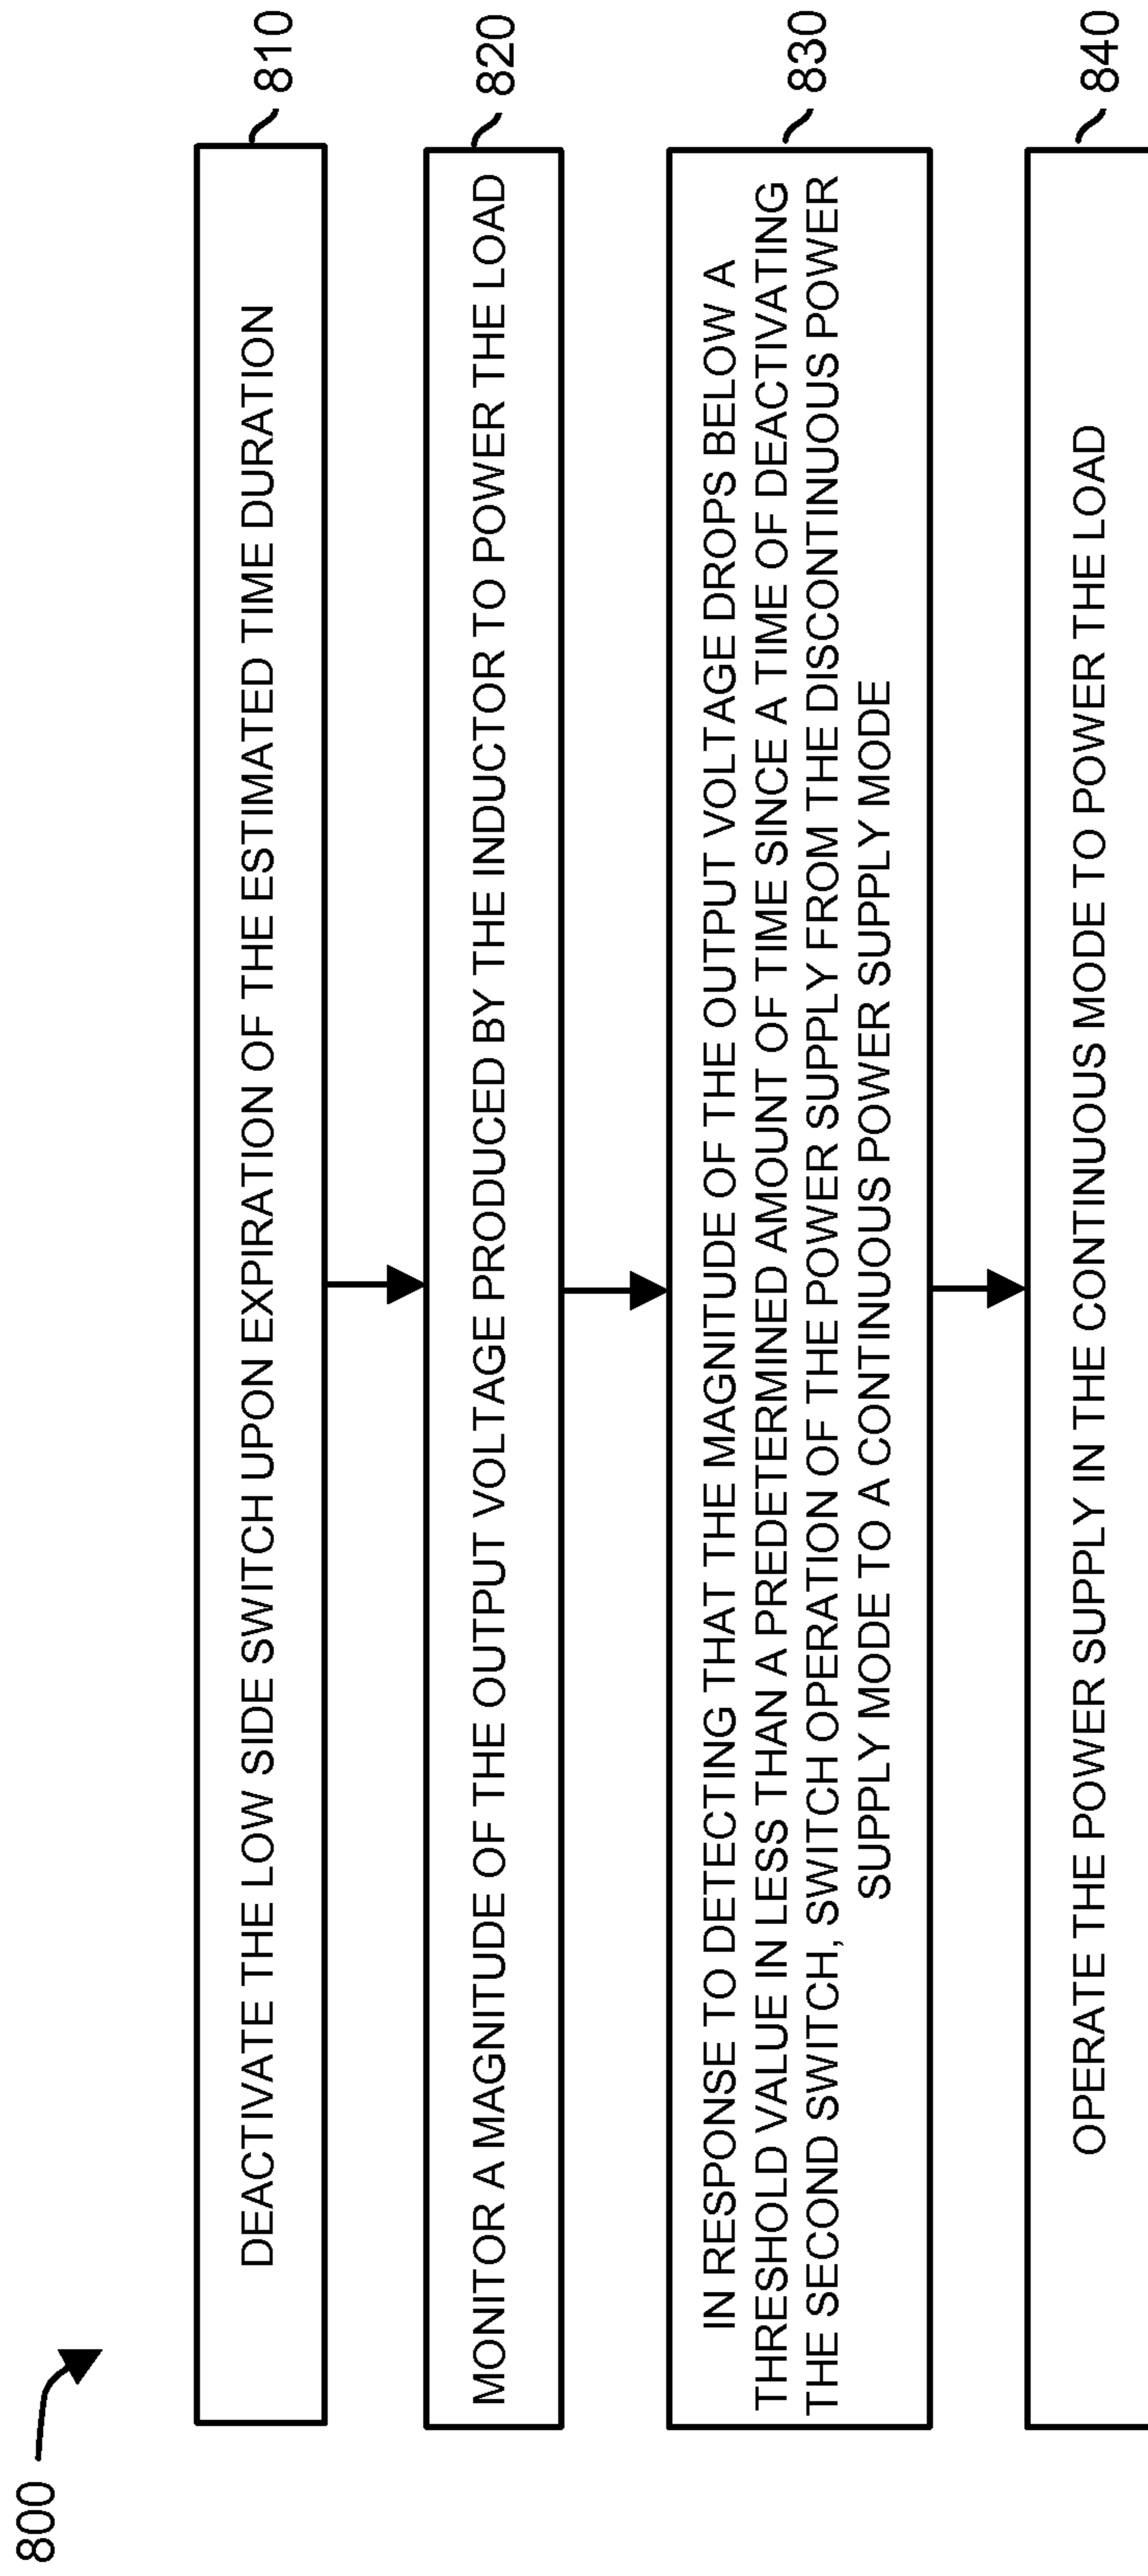 800
DEACTIVATE THE LOW SIDE SWITCH UPON EXPIRATION OF THE ESTIMATED TIME DURATION
810
MONITOR A MAGNITUDE OF THE OUTPUT VOLTAGE PRODUCED BY THE INDUCTOR TO POWER THE LOAD
820
IN RESPONSE TO DETECTING THAT THE MAGNITUDE OF THE OUTPUT VOLTAGE DROPS BELOW A
THRESHOLD VALUE IN LESS THAN A PREDETERMINED AMOUNT OF TIME SINCE A TIME OF DEACTIVATING
THE SECOND SWITCH, SWITCH OPERATION OF THE POWER SUPPLY FROM THE DISCONTINUOUS POWER
SUPPLY MODE TO A CONTINUOUS POWER SUPPLY MODE
830
OPERATE THE POWER SUPPLY IN THE CONTINUOUS MODE TO POWER THE LOAD
840